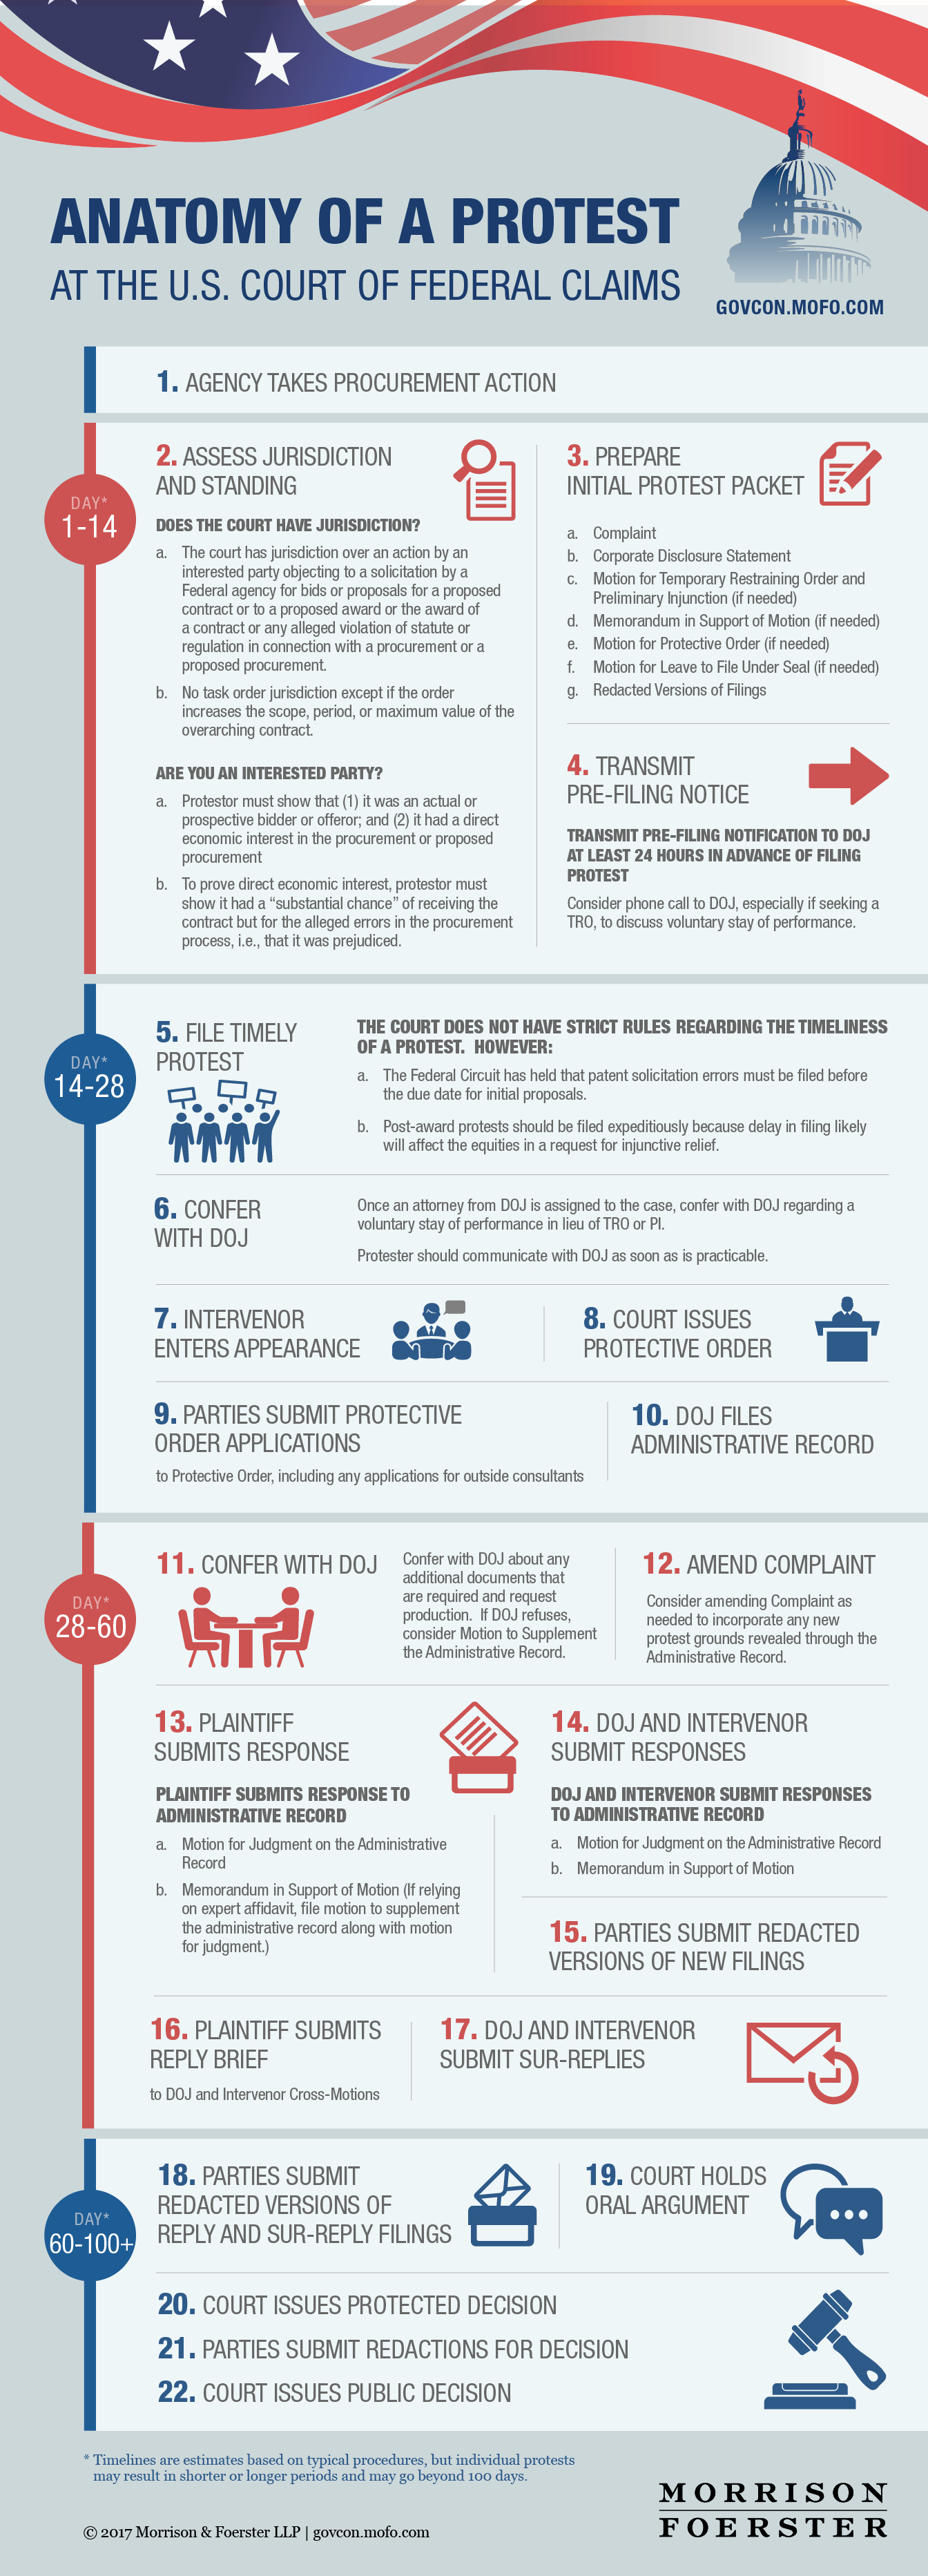 ANATOMY OF A PROTEST
AT THE U.S. COURT OF FEDERAL CLAIMS
GOVCON.MOFO.COM
1. AGENCY TAKES PROCUREMENT ACTION
DAY*
1-14
2. ASSESS JURISDICTION
AND STANDING
DOES THE COURT HAVE JURISDICTION?
a. The court has jurisdiction over an action by an
interested party objecting to a solicitation by a
Federal agency for bids or proposals for a proposed
contract or to a proposed award or the award of
a contract or any alleged violation of statute or
regulation in connection with a procurement or a
proposed procurement.
b. No task order jurisdiction except if the order
increases the scope, period, or maximum value of the
overarching contract.
ARE YOU AN INTERESTED PARTY?
a. Protestor must show that (1) it was an actual or
prospective bidder or offeror; and (2) it had a direct
economic interest in the procurement or proposed
procurement
b. To prove direct economic interest, protestor must
show it had a “substantial chance” of receiving the
contract but for the alleged errors in the procurement
process, i.e., that it was prejudiced.
3. PREPARE
INITIAL PROTEST PACKET
a. Complaint
b. Corporate Disclosure Statement
c. Motion for Temporary Restraining Order and
Preliminary Injunction (if needed)
d. Memorandum in Support of Motion (if needed)
e. Motion for Protective Order (if needed)
f. Motion for Leave to File Under Seal (if needed)
g. Redacted Versions of Filings
4. TRANSMIT
PRE-FILING NOTICE
TRANSMIT PRE-FILING NOTIFICATION TO DOJ
AT LEAST 24 HOURS IN ADVANCE OF FILING
PROTEST
Consider phone call to DOJ, especially if seeking a
TRO, to discuss voluntary stay of performance.
DAY*
14-28
5. FILE TIMELY
PROTEST
THE COURT DOES NOT HAVE STRICT RULES REGARDING THE TIMELINESS
OF A PROTEST. HOWEVER:
a. The Federal Circuit has held that patent solicitation errors must be filed before
the due date for initial proposals.
b. Post-award protests should be filed expeditiously because delay in filing likely
will affect the equities in a request for injunctive relief.
6. CONFER
WITH DOJ
Once an attorney from DOJ is assigned to the case, confer with DOJ regarding a
voluntary stay of performance in lieu of TRO or PI.
Protester should communicate with DOJ as soon as is practicable.
7. INTERVENOR
ENTERS APPEARANCE
8. COURT ISSUES
PROTECTIVE ORDER
9. PARTIES SUBMIT PROTECTIVE
ORDER APPLICATIONS
to Protective Order, including any applications for outside consultants
10. DOJ FILES
ADMINISTRATIVE RECORD
DAY*
28-60
11. CONFER WITH DOJ
Confer with DOJ about any
additional documents that
are required and request
production. If DOJ refuses,
consider Motion to Supplement
the Administrative Record.
12. AMEND COMPLAINT
Consider amending Complaint as
needed to incorporate any new
protest grounds revealed through the
Administrative Record.
13. PLAINTIFF
SUBMITS RESPONSE
PLAINTIFF SUBMITS RESPONSE TO
ADMINISTRATIVE RECORD
a. Motion for Judgment on the Administrative
Record
b. Memorandum in Support of Motion (If relying
on expert affidavit, file motion to supplement
the administrative record along with motion
for judgment.)
14. DOJ AND INTERVENOR
SUBMIT RESPONSES
DOJ AND INTERVENOR SUBMIT RESPONSES
TO ADMINISTRATIVE RECORD
a. Motion for Judgment on the Administrative Record
b. Memorandum in Support of Motion
15. PARTIES SUBMIT REDACTED
VERSIONS OF NEW FILINGS
16. PLAINTIFF SUBMITS
REPLY BRIEF
to DOJ and Intervenor Cross-Motions
17. DOJ AND INTERVENOR
SUBMIT SUR-REPLIES
DAY*
60-100+
18. PARTIES SUBMIT
REDACTED VERSIONS OF
REPLY AND SUR-REPLY FILINGS
19. COURT HOLDS
ORAL ARGUMENT
20. COURT ISSUES PROTECTED DECISION
21. PARTIES SUBMIT REDACTIONS FOR DECISION
22. COURT ISSUES PUBLIC DECISION
* Timelines are estimates based on typical procedures, but individual protests
may result in shorter or longer periods and may go beyond 100 days.
© 2017 Morrison & Foerster LLP | govcon.mofo.com
MORRISON
FOERSTER